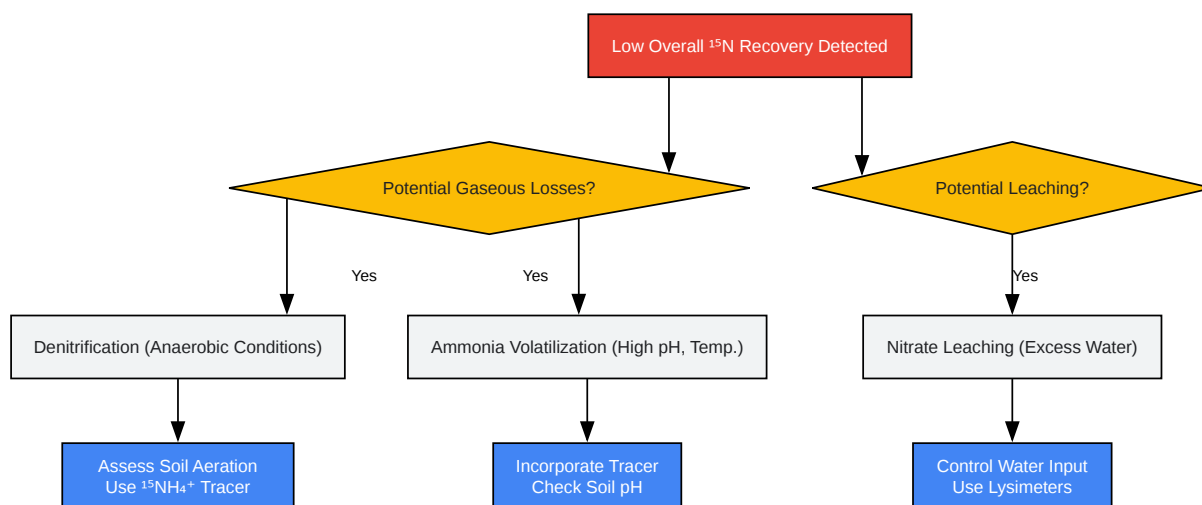 Low Overall ¹⁵N Recovery Detected
Potential Gaseous Losses?
Potential Leaching?
Yes
Yes
Yes
Denitrification (Anaerobic Conditions)
Ammonia Volatilization (High pH, Temp.)
Nitrate Leaching (Excess Water)
Assess Soil Aeration
Use ¹⁵NH₄⁺ Tracer
Incorporate Tracer
Check Soil pH
Control Water Input
Use Lysimeters